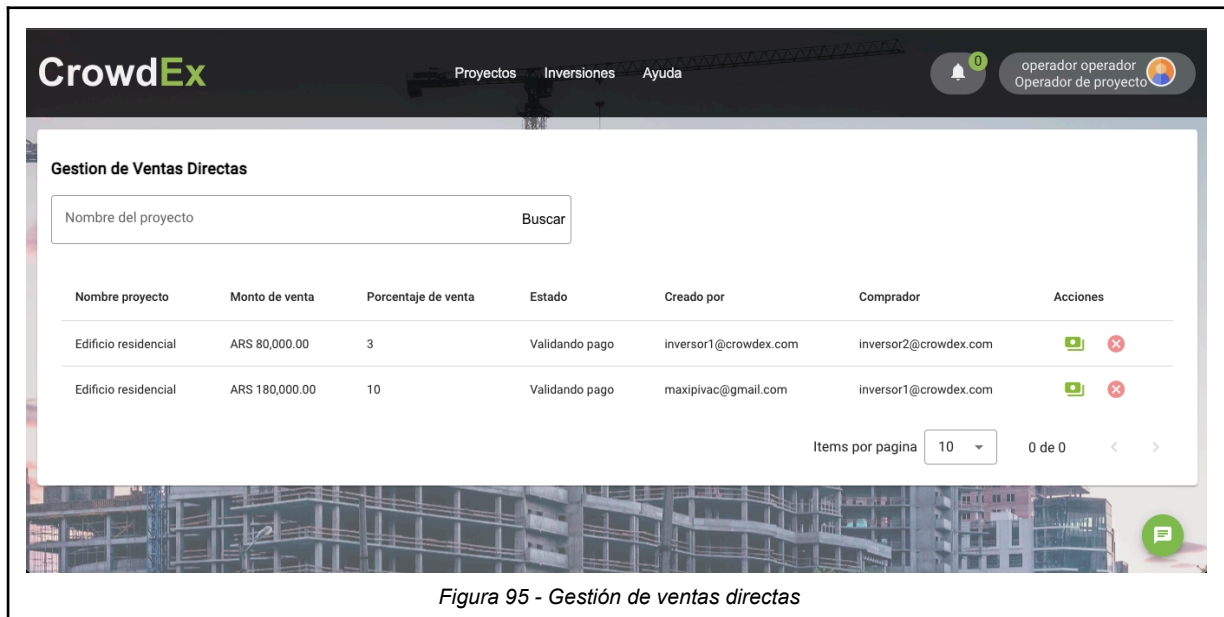 CrowdEx
Proyectos Inversiones Ayuda
0
operador operador
Operador de proyecto
Gestion de Ventas Directas
Nombre del proyecto Buscar
Nombre proyecto Monto de venta Porcentaje de venta Estado Creado por Comprador Acciones
Edificio residencial ARS 80,000.00 3 Validando pago inversor1@crowdex.com inversor2@crowdex.com
Edificio residencial ARS 180,000.00 10 Validando pago maxipivac@gmail.com inversor1@crowdex.com
Items por pagina 10 0 de 0
Figura 95 - Gestión de ventas directas